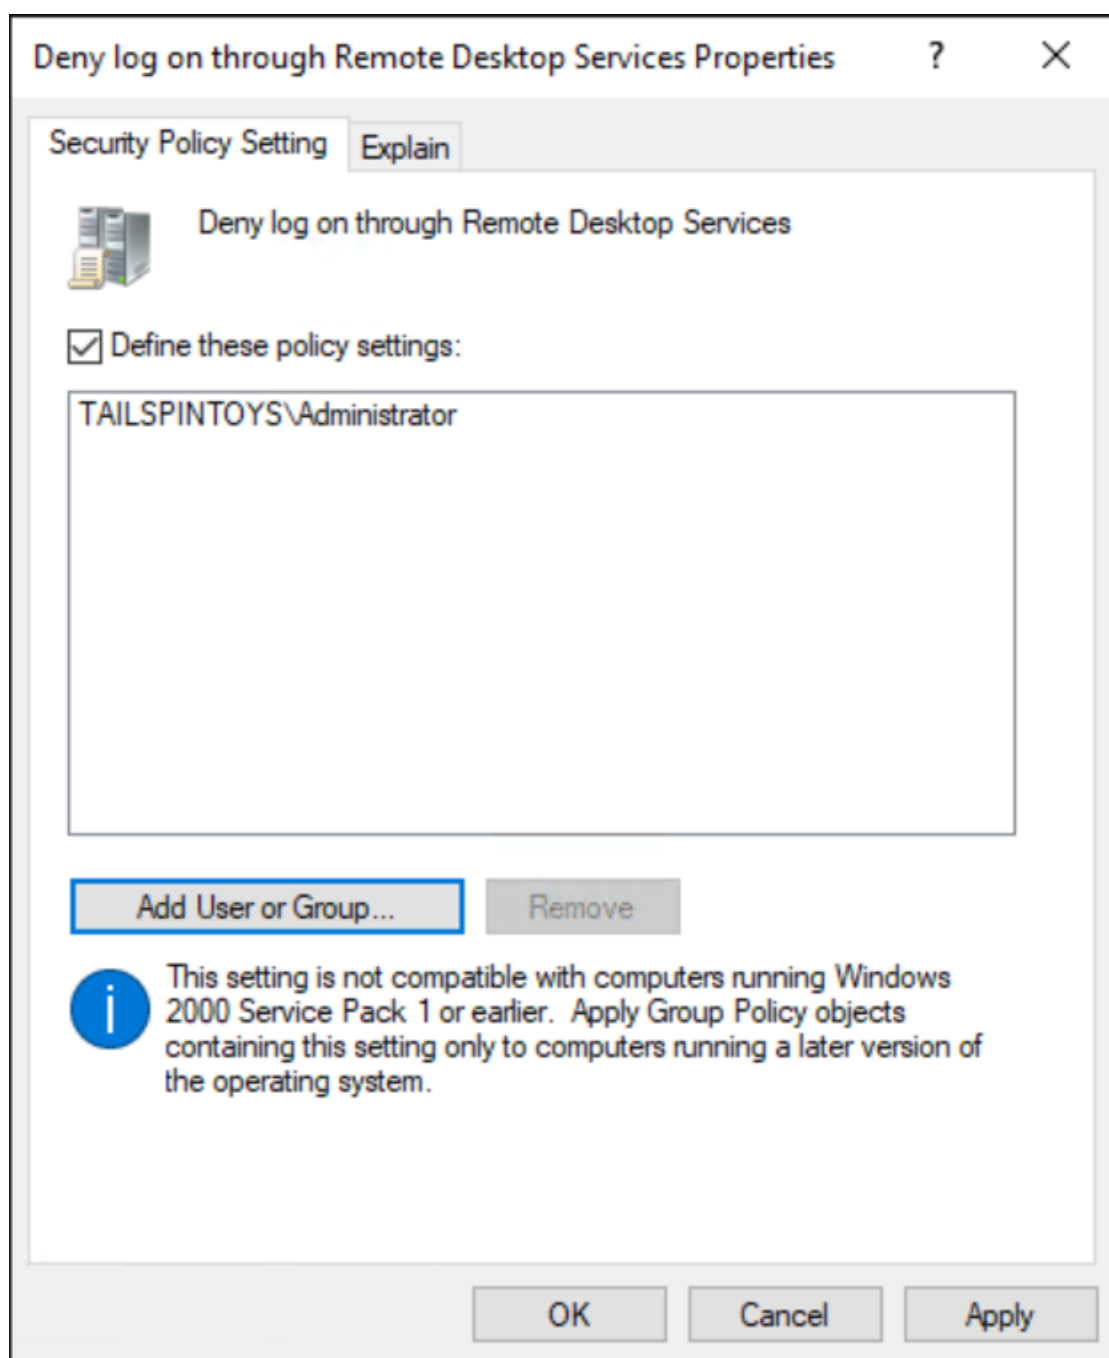 Deny log on through Remote Desktop Services Properties ?
Security Policy Setting Explain
Deny log on through Remote Desktop Services
Define these policy settings:
TAILSPINTOYS\Administrator
Add User or Group... Remove
This setting is not compatible with computers running Windows
2000 Service Pack 1 or earlier. Apply Group Policy objects
containing this setting only to computers running a later version of
the operating system.
OK Cancel Apply